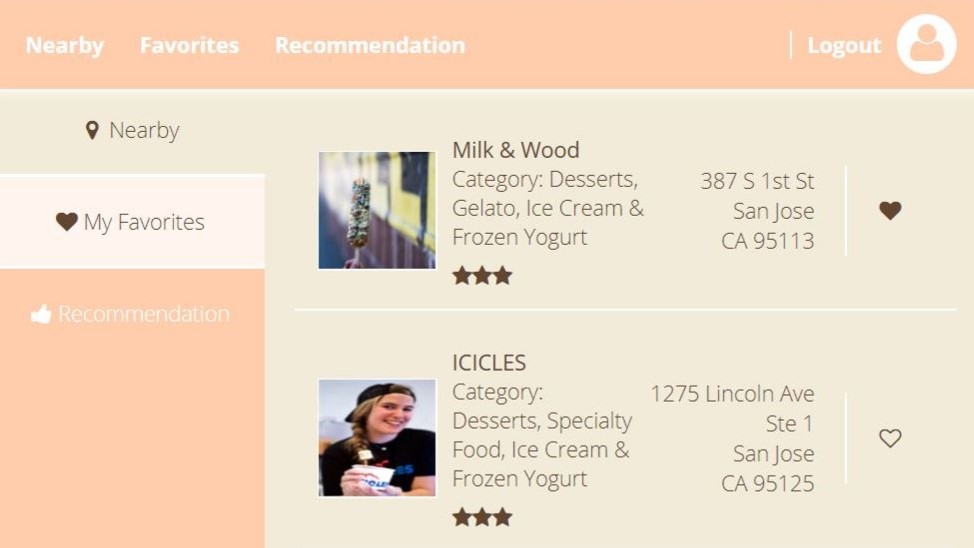 Nearby Favorites Recommendation Logout
Nearby
My Favorites
Recommendation
Milk & Wood
Category: Desserts,
Gelato, Ice Cream &
Frozen Yogurt
387 S 1st St
San Jose
CA 95113
ICICLES
Category:
Desserts, Specialty
Food, Ice Cream &
Frozen Yogurt
1275 Lincoln Ave
Ste 1
San Jose
CA 95125